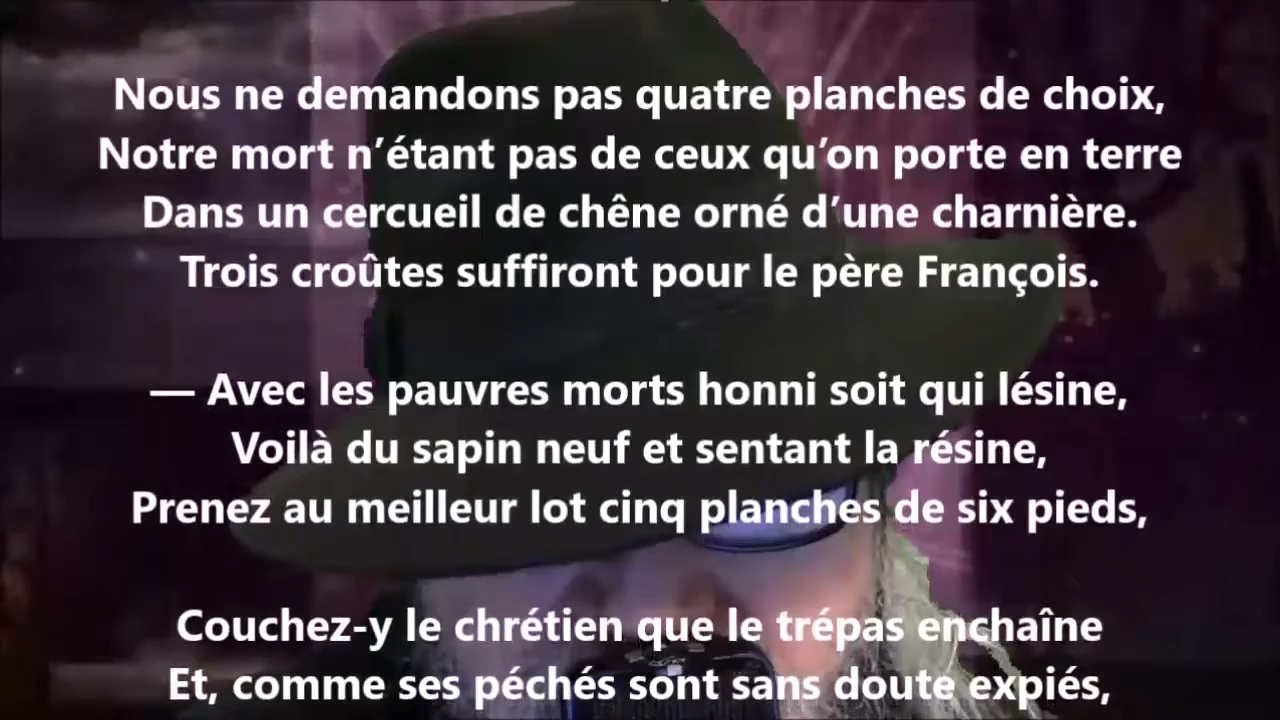 Nous ne demandons pas quatre planches de choix,
Notre mort n’étant pas de ceux qu’on porte en terre
Dans un cercueil de chêne orné d’une charnière.
Trois croûtes suffiront pour le père François.
— Avec les pauvres morts honni soit qui lésine,
Voilà du sapin neuf et sentant la résine,
Prenez au meilleur lot cinq planches de six pieds,
Couchez-y le chrétien que le trépas enchaîne
Et, comme ses péchés sont sans doute expiés,